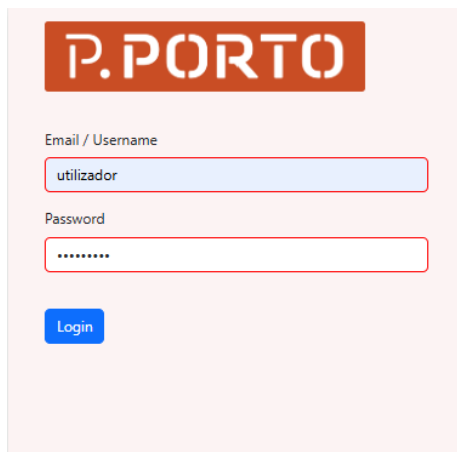 P.PORTO
Email / Username
utilizador
Password
•••••••••
Login